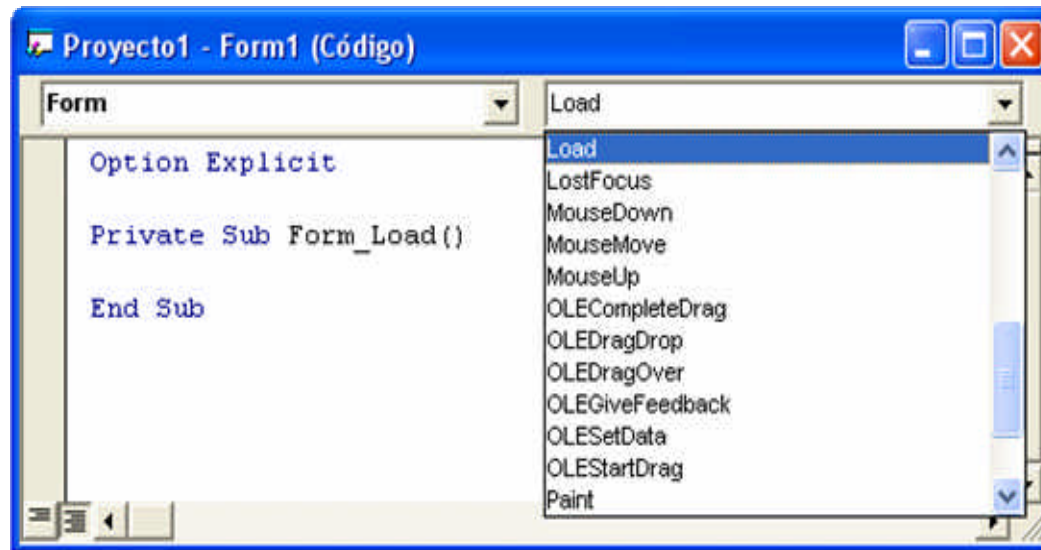 Proyecto1 - Form1 (Código)
Form
Load
Option Explicit
Private Sub Form_Load()
End Sub
Load
LostFocus
MouseDown
MouseMove
MouseUp
OLECompleteDrag
OLEDragDrop
OLEDragOver
OLEGiveFeedback
OLESetData
OLEStartDrag
Paint